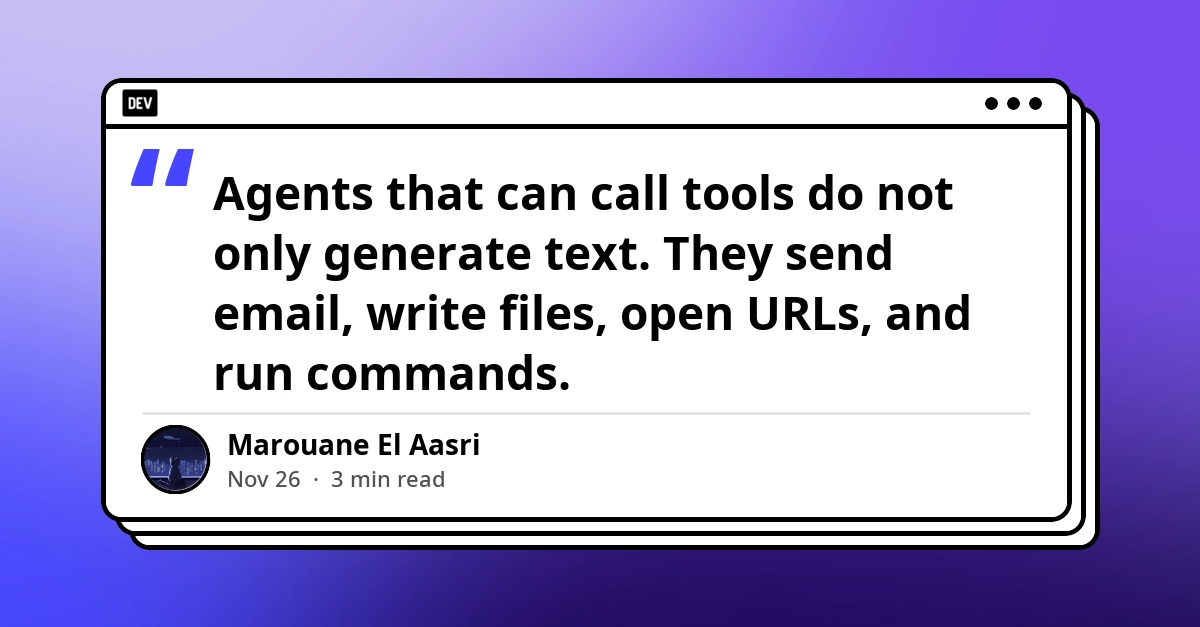 DEV
“
Agents that can call tools do not
only generate text. They send
email, write files, open URLs, and
run commands.
Marouane El Aasri
Nov 26 · 3 min read